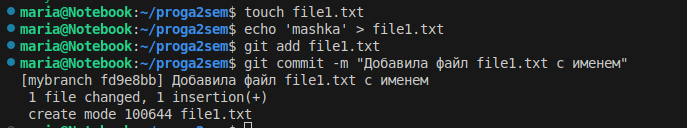 maria@Notebook:~/proga2sem$ touch file1.txt
maria@Notebook:~/proga2sem$ echo 'mashka' > file1.txt
maria@Notebook:~/proga2sem$ git add file1.txt
maria@Notebook:~/proga2sem$ git commit -m "Добавила файл file1.txt с именем"
[mybranch fd9e8bb] Добавила файл file1.txt с именем
 1 file changed, 1 insertion(+)
 create mode 100644 file1.txt
maria@Notebook:~/proga2sem$